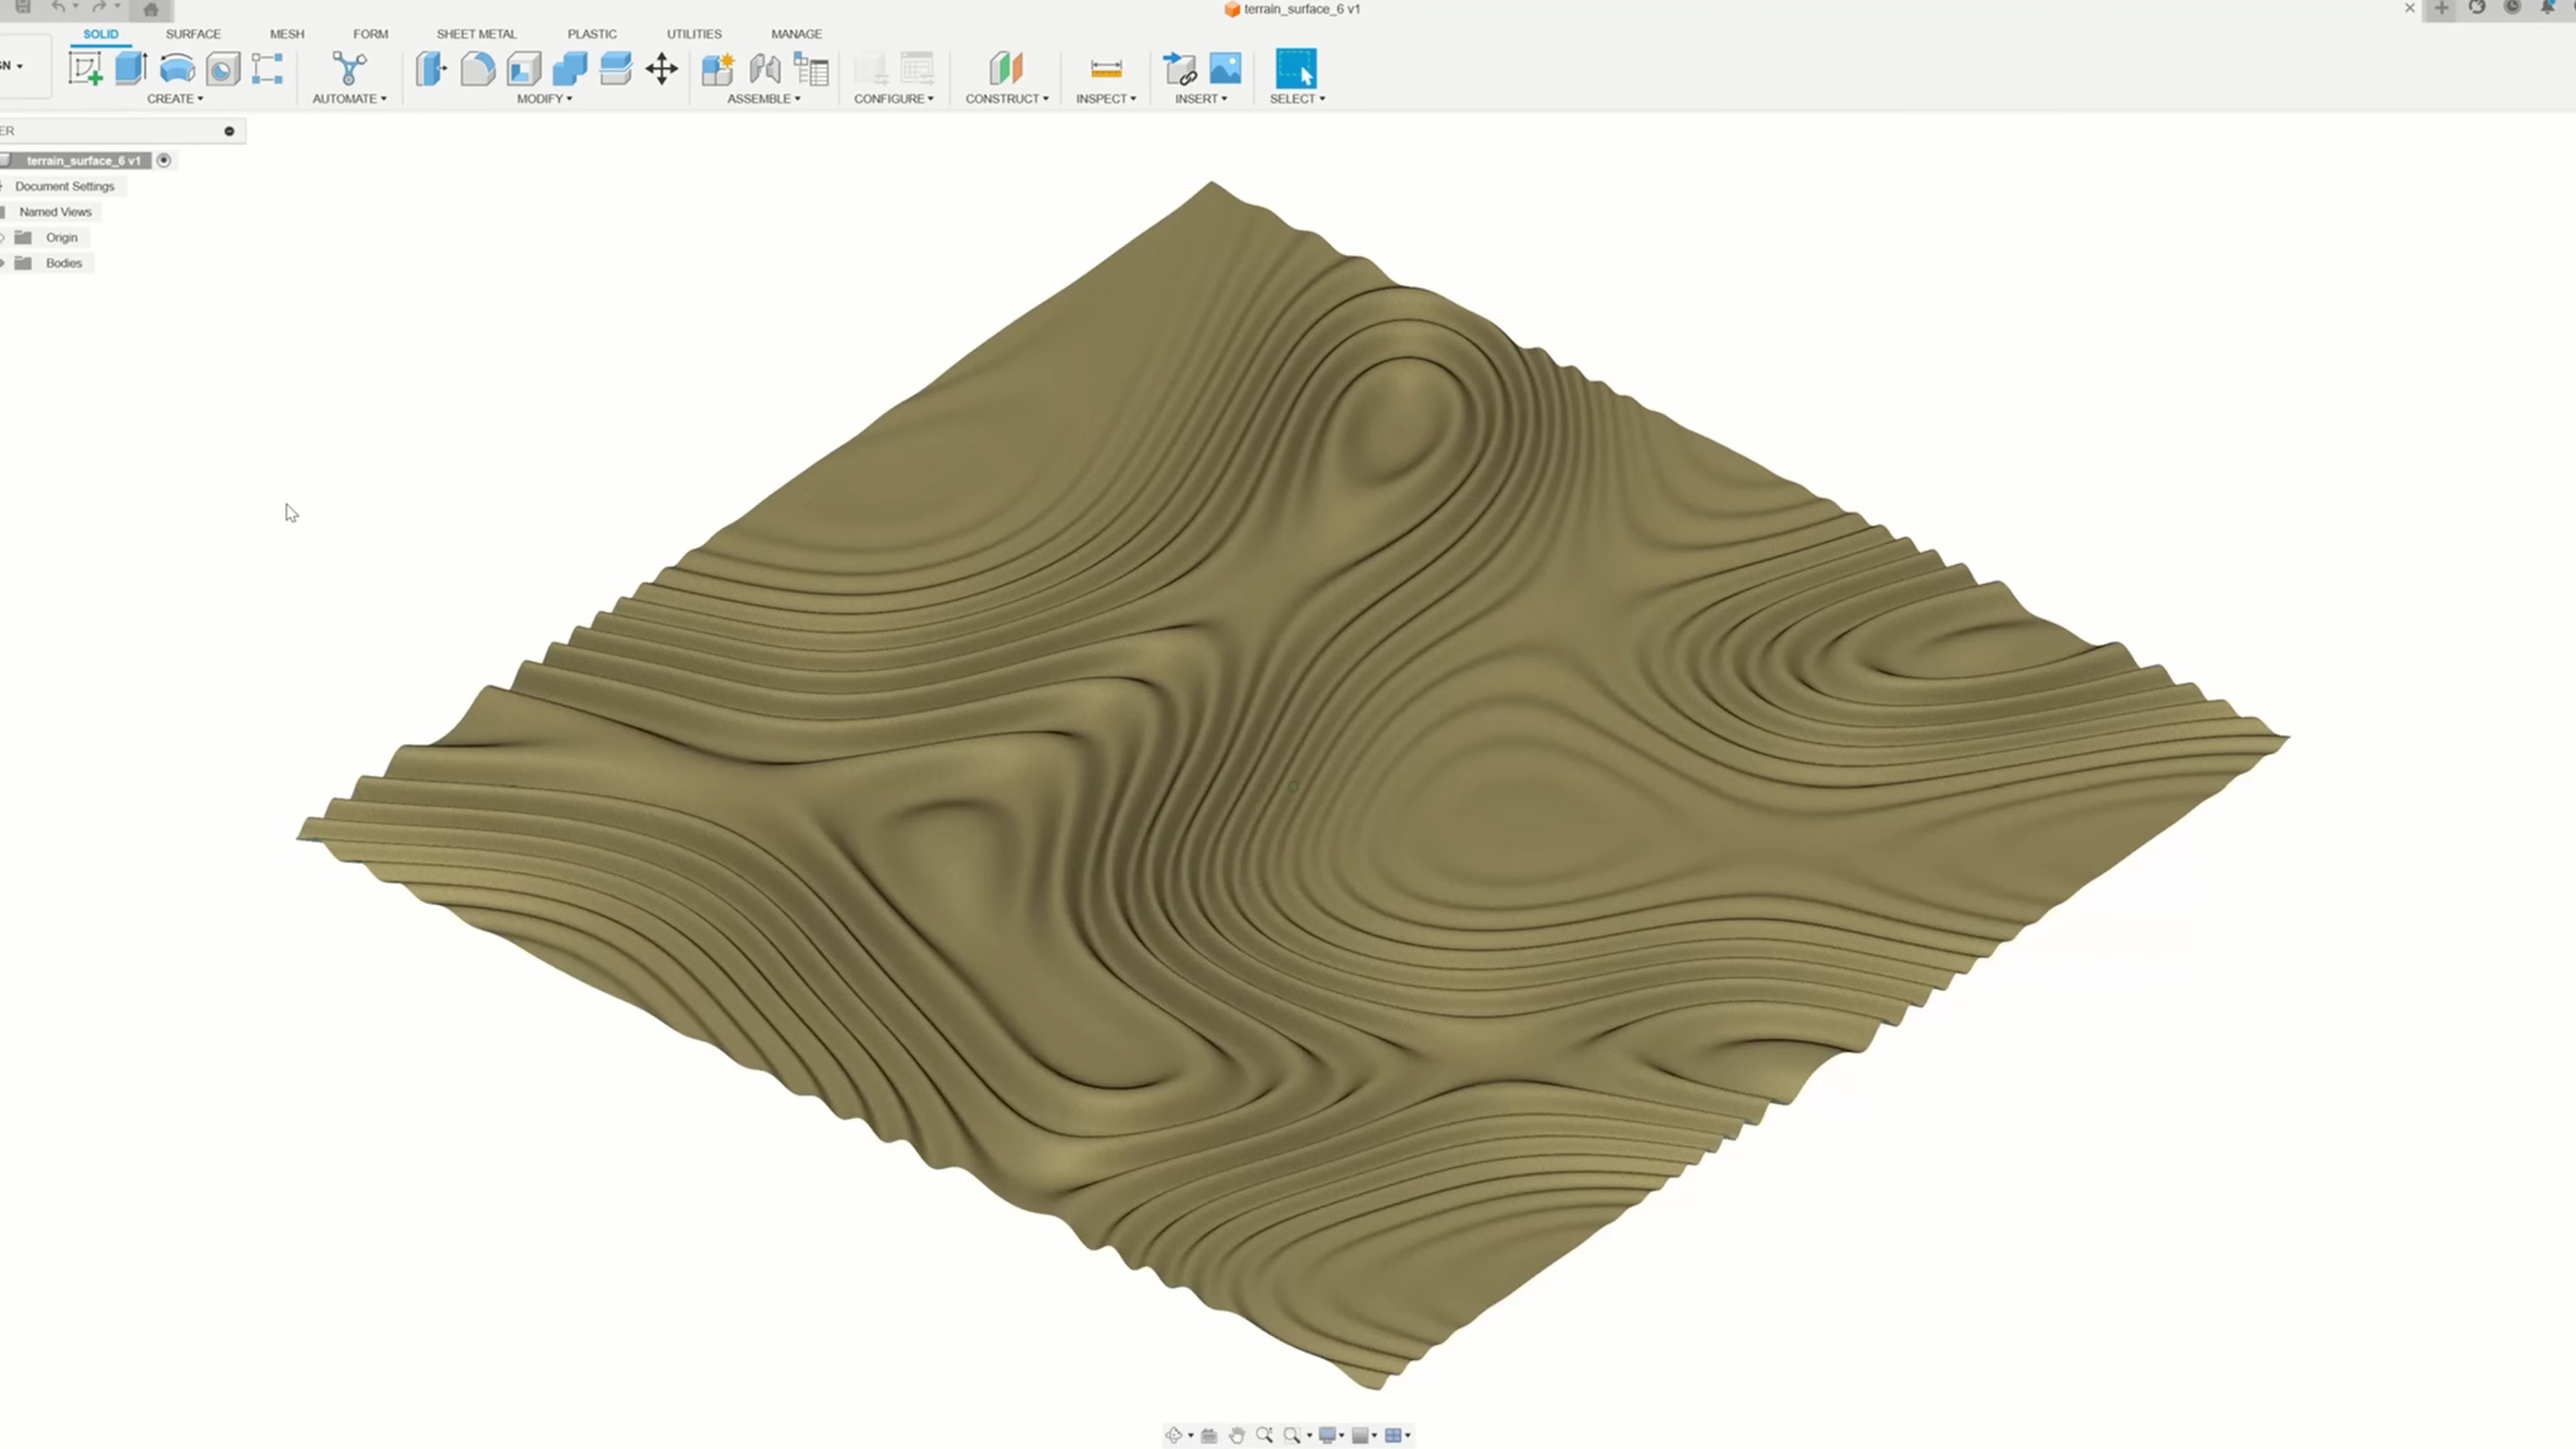 terrain_surface_6 v1
SOLID SURFACE MESH FORM SHEET METAL PLASTIC UTILITIES MANAGE
GN
CREATE AUTOMATE MODIFY ASSEMBLE CONFIGURE CONSTRUCT INSPECT INSERT SELECT
ER
terrain_surface_6 v1
Document Settings
Named Views
Origin
Bodies